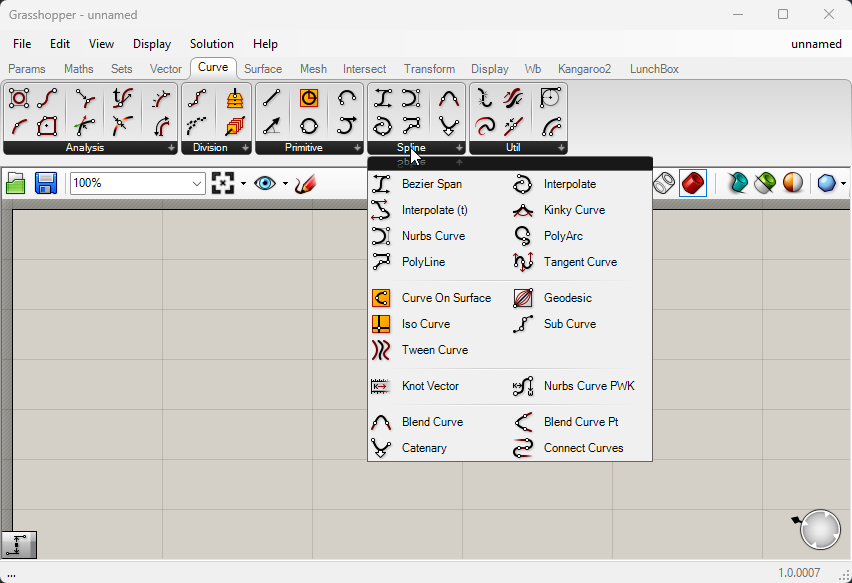 Grasshopper - unnamed
File Edit View Display Solution Help unnamed
Params Maths Sets Vector Curve Surface Mesh Intersect Transform Display Wb Kangaroo2 LunchBox
Analysis Division Primitive Spline Util
100%
Bezier Span Interpolate
Interpolate (t) Kinky Curve
Nurbs Curve PolyArc
PolyLine Tangent Curve
Curve On Surface Geodesic
Iso Curve Sub Curve
Tween Curve
Knot Vector Nurbs Curve PWK
Blend Curve Blend Curve Pt
Catenary Connect Curves
... 1.0.0007